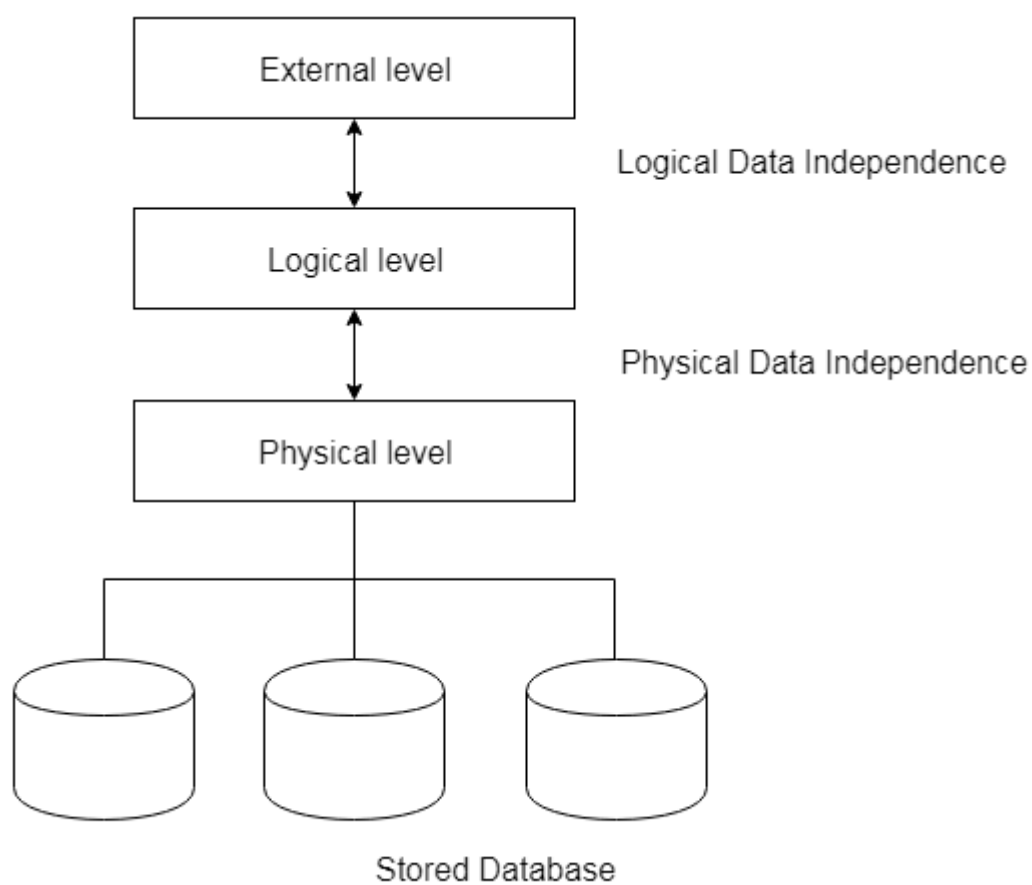 External level
Logical Data Independence
Logical level
Physical Data Independence
Physical level
Stored Database